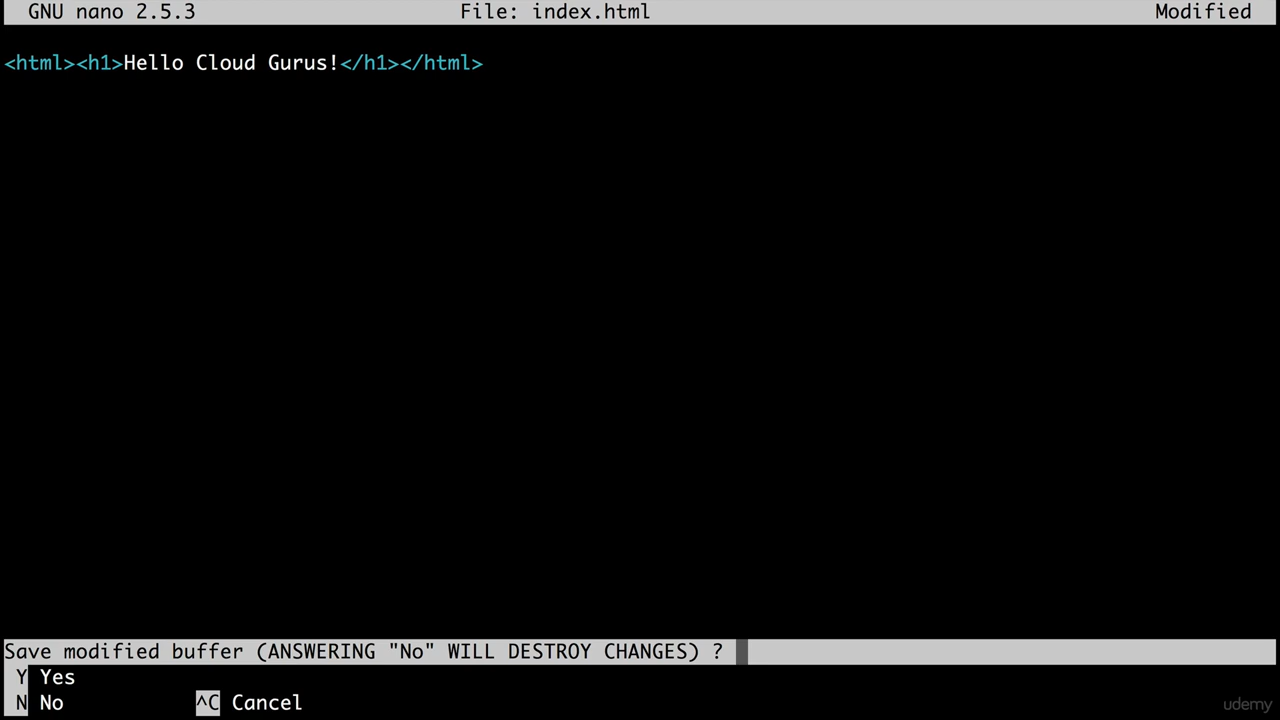 GNU nano 2.5.3 File: index.html Modified
<html><h1>Hello Cloud Gurus!</h1></html>
Save modified buffer (ANSWERING "No" WILL DESTROY CHANGES) ?
Y Yes
N No ^C Cancel
udemy